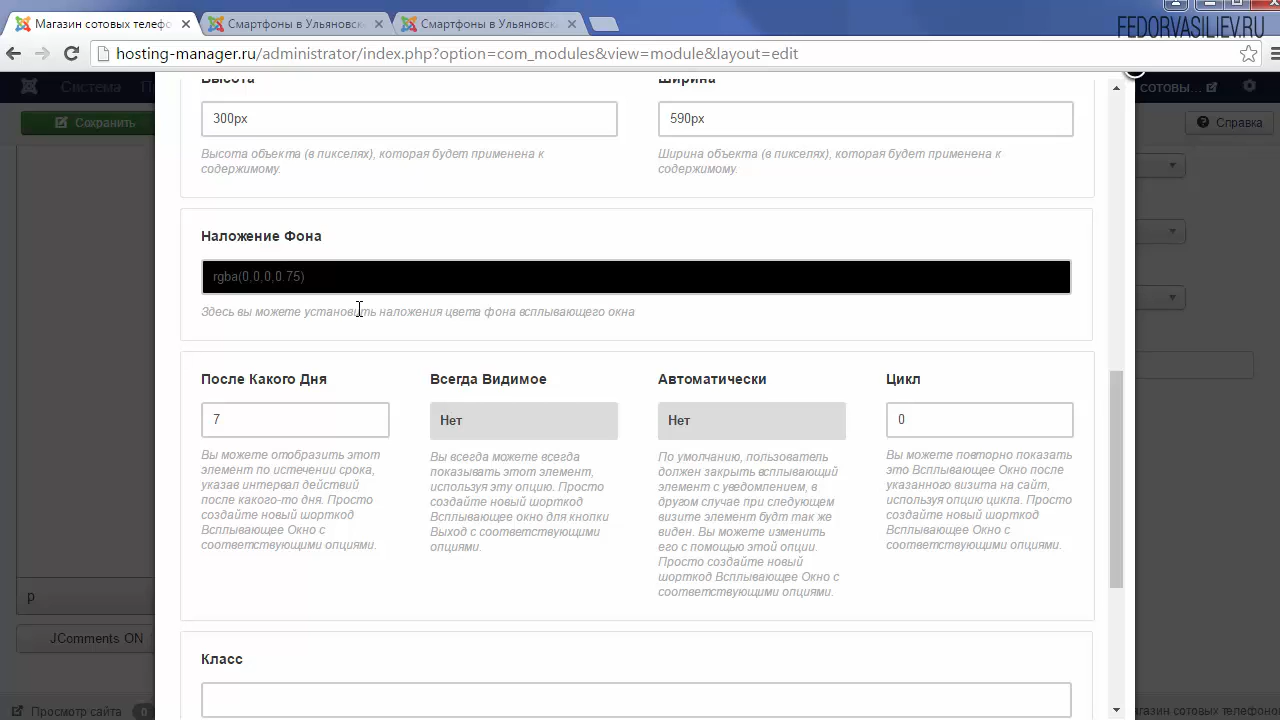 Магазин сотовых телефо
Смартфоны в Ульяновск
Смартфоны в Ульяновск
FEDORVASILIEV.RU
hosting-manager.ru/administrator/index.php?option=com_modules&view=module&layout=edit
Система
СОТОВЫ...
Сохранить
Справка
Высота
Ширина
300px
590px
Высота объекта (в пикселях), которая будет применена к
содержимому.
Ширина объекта (в пикселях), которая будет применена к
содержимому.
Наложение Фона
rgba(0,0,0,0.75)
Здесь вы можете установить наложения цвета фона всплывающего окна
После Какого Дня
Всегда Видимое
Автоматически
Цикл
7
Нет
Нет
0
Вы можете отобразить этот
элемент по истечении срока,
указав интервал действий
после какого-то дня. Просто
создайте новый шорткод
Всплывающее Окно с
соответствующими опциями.
Вы всегда можете всегда
показывать этот элемент,
используя эту опцию. Просто
создайте новый шорткод
Всплывающее окно для кнопки
Выход с соответствующими
опциями.
По умолчанию, пользователь
должен закрыть всплывающий
элемент с уведомлением, в
другом случае при следующем
визите элемент будт так же
виден. Вы можете изменить
его с помощью этой опции.
Просто создайте новый
шорткод Всплывающее Окно с
соответствующими опциями.
Вы можете повторно показать
это Всплывающее Окно после
указанного визита на сайт,
используя опцию цикла. Просто
создайте новый шорткод
Всплывающее Окно с
соответствующими опциями.
p
JComments ON
Класс
Просмотр сайта
0
агазин сотовых телефоно